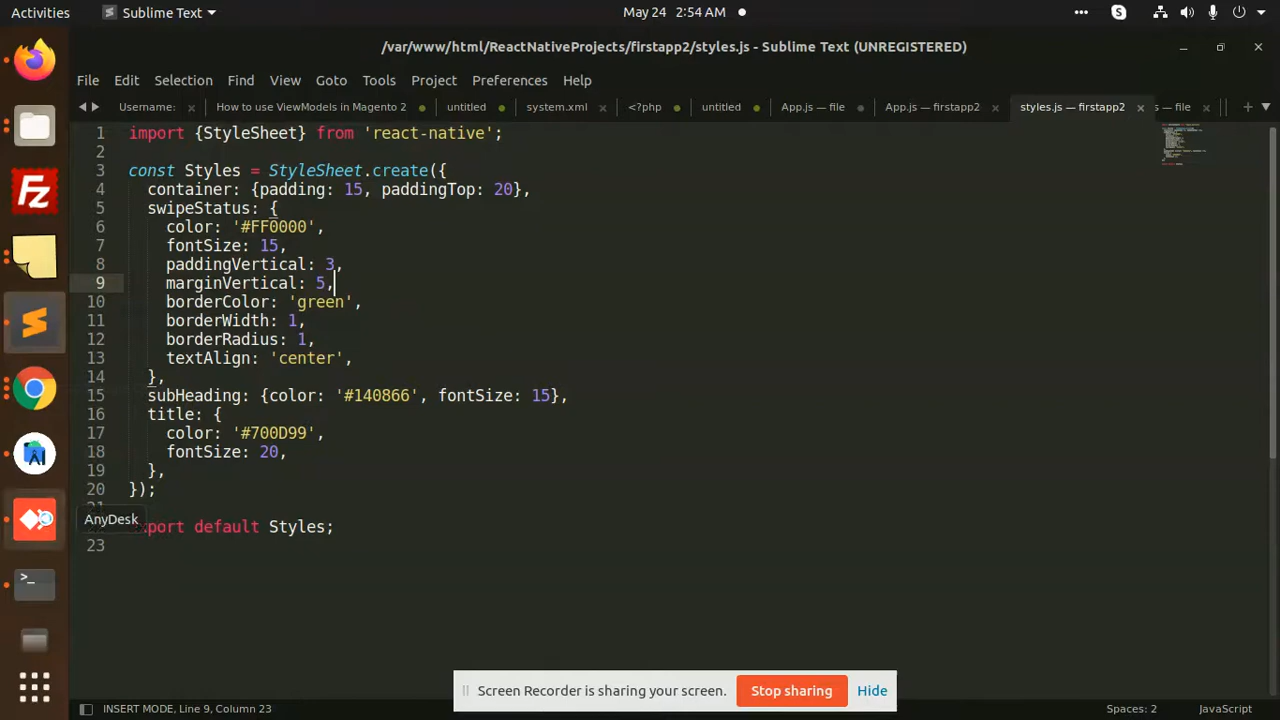 Activities
Sublime Text
May 24 2:54 AM
/var/www/html/ReactNativeProjects/firstapp2/styles.js - Sublime Text (UNREGISTERED)
File Edit Selection Find View Goto Tools Project Preferences Help
Username: How to use ViewModels in Magento 2 untitled system.xml <?php untitled App.js — file App.js — firstapp2 styles.js — firstapp2 s — file
1 import {StyleSheet} from 'react-native';
2
3 const Styles = StyleSheet.create({
4 container: {padding: 15, paddingTop: 20},
5 swipeStatus: {
6 color: '#FF0000',
7 fontSize: 15,
8 paddingVertical: 3,
9 marginVertical: 5,
10 borderColor: 'green',
11 borderWidth: 1,
12 borderRadius: 1,
13 textAlign: 'center',
14 },
15 subHeading: {color: '#140866', fontSize: 15},
16 title: {
17 color: '#700D99',
18 fontSize: 20,
19 },
20 });
AnyDesk
port default Styles;
23
Screen Recorder is sharing your screen. Stop sharing Hide
INSERT MODE, Line 9, Column 23
Spaces: 2
JavaScript